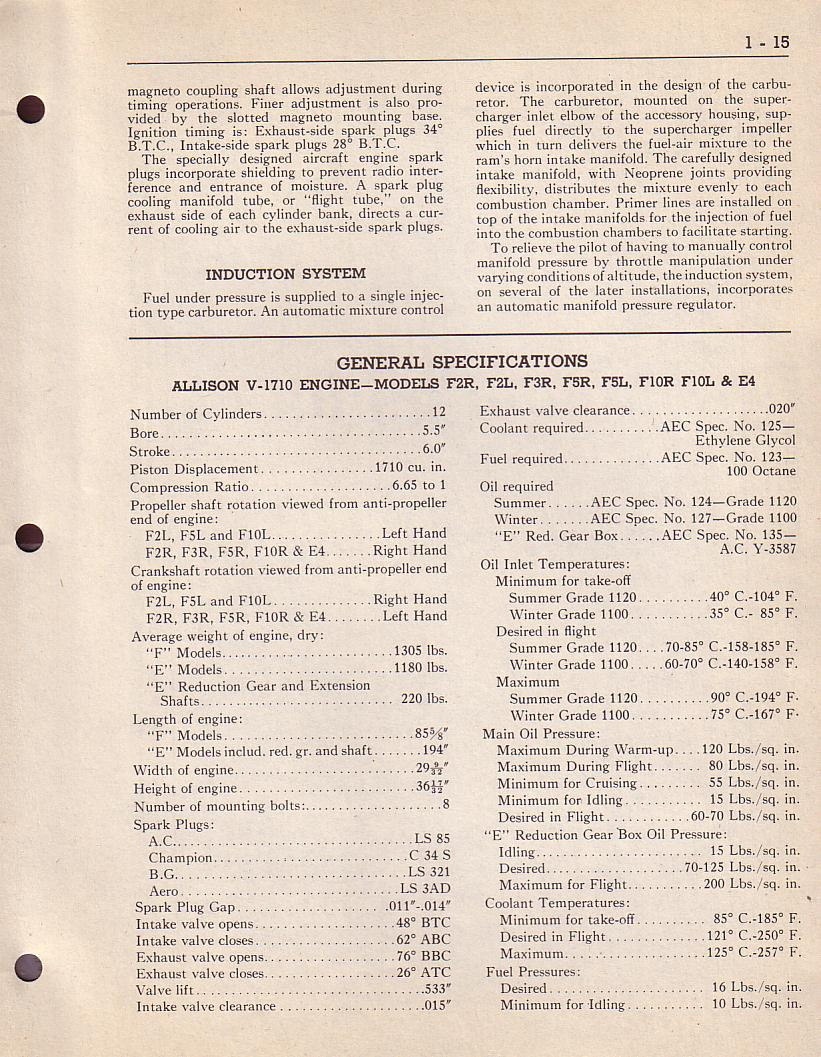 1 - 15
magneto coupling shaft allows adjustment during
timing operations. Finer adjustment is also pro-
vided by the slotted magneto mounting base.
Ignition timing is: Exhaust-side spark plugs 34°
B.T.C., Intake-side spark plugs 28° B.T.C.
The specially designed aircraft engine spark
plugs incorporate shielding to prevent radio inter-
ference and entrance of moisture. A spark plug
cooling manifold tube, or "flight tube," on the
exhaust side of each cylinder bank, directs a cur-
rent of cooling air to the exhaust-side spark plugs.
INDUCTION SYSTEM
Fuel under pressure is supplied to a single injec-
tion type carburetor. An automatic mixture control
device is incorporated in the design of the carbu-
retor. The carburetor, mounted on the super-
charger inlet elbow of the accessory housing, sup-
plies fuel directly to the supercharger impeller
which in turn delivers the fuel-air mixture to the
ram's horn intake manifold. The carefully designed
intake manifold, with Neoprene joints providing
flexibility, distributes the mixture evenly to each
combustion chamber. Primer lines are installed on
top of the intake manifolds for the injection of fuel
into the combustion chambers to facilitate starting.
To relieve the pilot of having to manually control
manifold pressure by throttle manipulation under
varying conditions of altitude, the induction system,
on several of the later installations, incorporates
an automatic manifold pressure regulator.
GENERAL SPECIFICATIONS
ALLISON V-1710 ENGINE—MODELS F2R, F2L, F3R, F5R, F5L, F10R F10L & E4
Number of Cylinders........................12
Bore.....................................5.5"
Stroke...................................6.0"
Piston Displacement................1710 cu. in.
Compression Ratio....................6.65 to 1
Propeller shaft rotation viewed from anti-propeller
end of engine:
F2L, F5L and F10L................Left Hand
F2R, F3R, F5R, F10R & E4.......Right Hand
Crankshaft rotation viewed from anti-propeller end
of engine:
F2L, F5L and F10L..............Right Hand
F2R, F3R, F5R, F10R & E4........Left Hand
Average weight of engine, dry:
"F" Models........................1305 lbs.
"E" Models........................1180 lbs.
"E" Reduction Gear and Extension
Shafts............................ 220 lbs.
Length of engine:
"F" Models...........................85⅝"
"E" Models includ. red. gr. and shaft.......194"
Width of engine..........................29 9/32"
Height of engine.........................36 17/32"
Number of mounting bolts:...................8
Spark Plugs:
A.C..................................LS 85
Champion...........................C 34 S
B.G.................................LS 321
Aero...............................LS 3AD
Spark Plug Gap.....................011"-.014"
Intake valve opens....................48° BTC
Intake valve closes....................62° ABC
Exhaust valve opens...................76° BBC
Exhaust valve closes...................26° ATC
Valve lift.................................533"
Intake valve clearance.....................015"
Exhaust valve clearance....................020"
Coolant required...........AEC Spec. No. 125—
Ethylene Glycol
Fuel required..............AEC Spec. No. 123—
100 Octane
Oil required
Summer......AEC Spec. No. 124—Grade 1120
Winter.......AEC Spec. No. 127—Grade 1100
"E" Red. Gear Box......AEC Spec. No. 135—
A.C. Y-3587
Oil Inlet Temperatures:
Minimum for take-off
Summer Grade 1120..........40° C.-104° F.
Winter Grade 1100...........35° C.- 85° F.
Desired in flight
Summer Grade 1120....70-85° C.-158-185° F.
Winter Grade 1100.....60-70° C.-140-158° F.
Maximum
Summer Grade 1120..........90° C.-194° F.
Winter Grade 1100...........75° C.-167° F.
Main Oil Pressure:
Maximum During Warm-up....120 Lbs./sq. in.
Maximum During Flight....... 80 Lbs./sq. in.
Minimum for Cruising......... 55 Lbs./sq. in.
Minimum for Idling........... 15 Lbs./sq. in.
Desired in Flight............60-70 Lbs./sq. in.
"E" Reduction Gear Box Oil Pressure:
Idling....................... 15 Lbs./sq. in.
Desired....................70-125 Lbs./sq. in.
Maximum for Flight...........200 Lbs./sq. in.
Coolant Temperatures:
Minimum for take-off.......... 85° C.-185° F.
Desired in Flight..............121° C.-250° F.
Maximum....................125° C.-257° F.
Fuel Pressures:
Desired...................... 16 Lbs./sq. in.
Minimum for Idling........... 10 Lbs./sq. in.